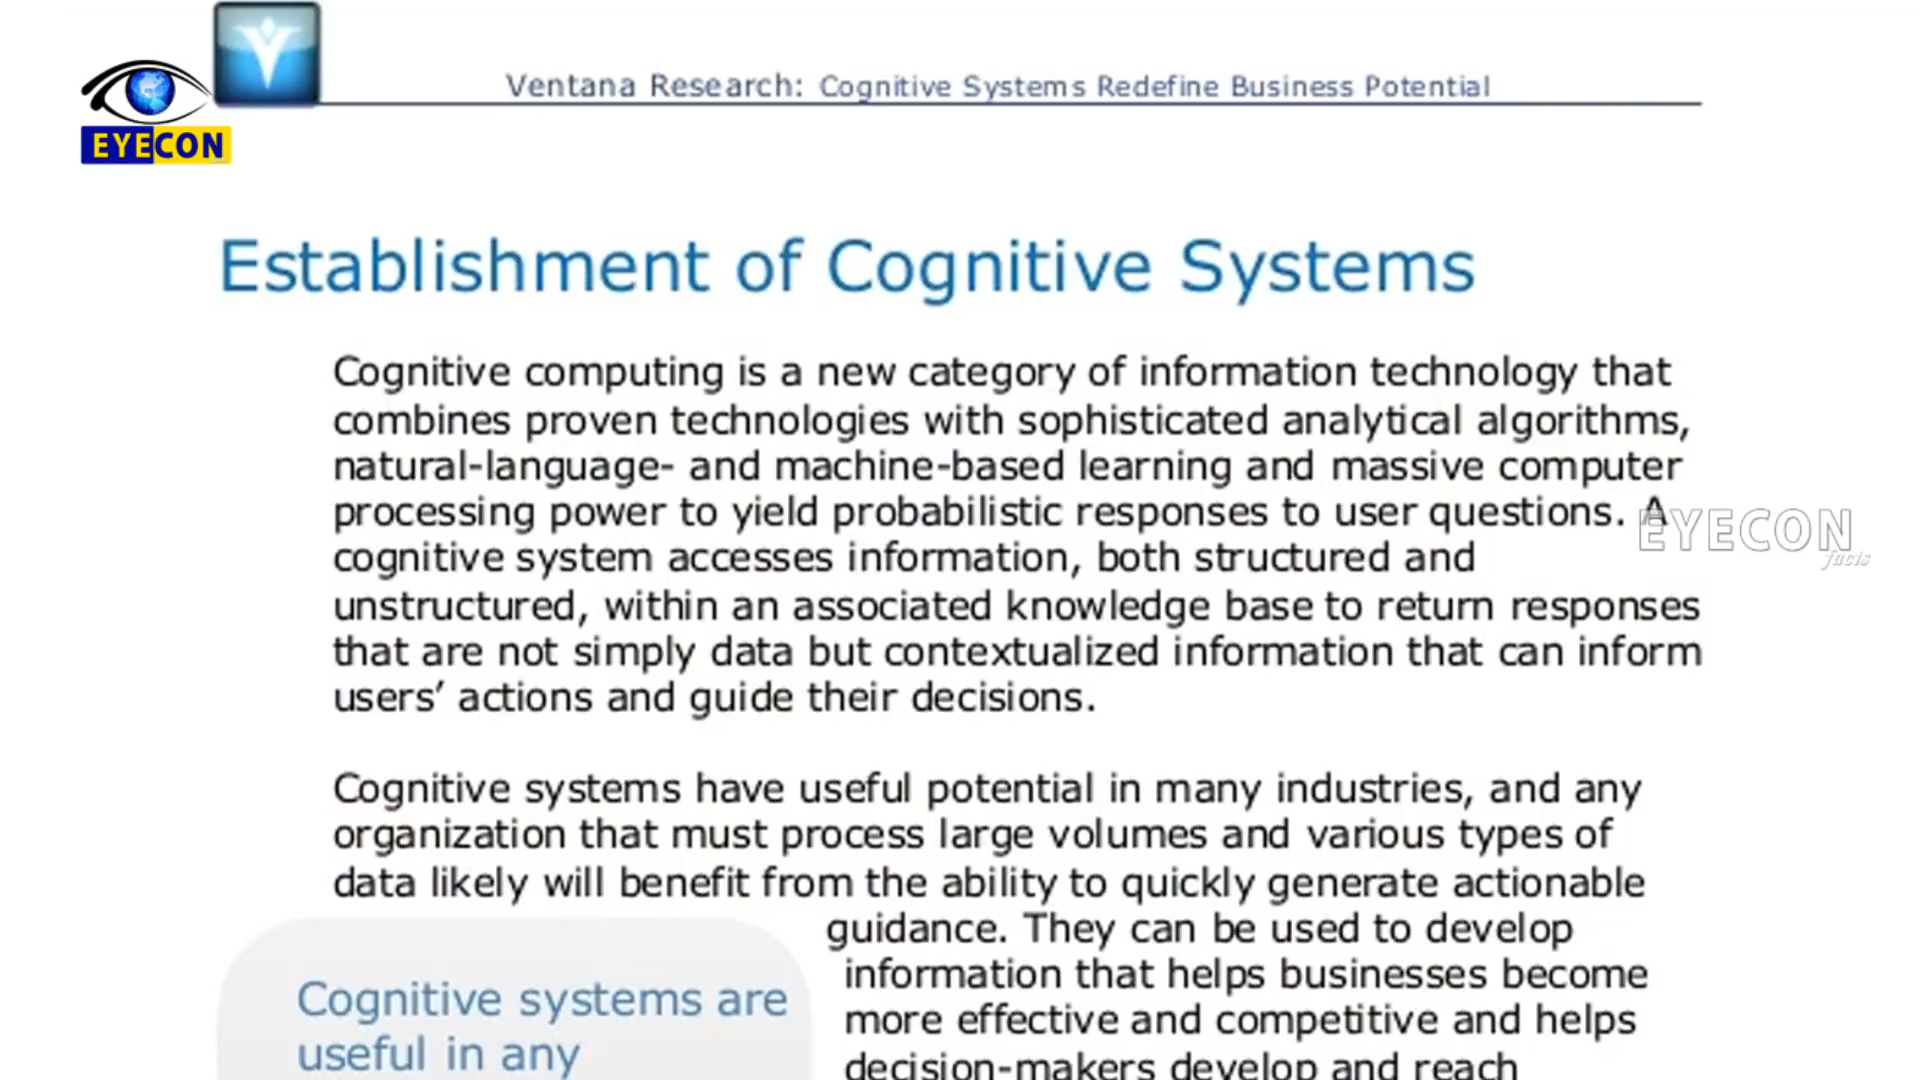 Ventana Research: Cognitive Systems Redefine Business Potential
EYECON
Establishment of Cognitive Systems
Cognitive computing is a new category of information technology that
combines proven technologies with sophisticated analytical algorithms,
natural-language- and machine-based learning and massive computer
processing power to yield probabilistic responses to user questions. A
EYECON
facts
cognitive system accesses information, both structured and
unstructured, within an associated knowledge base to return responses
that are not simply data but contextualized information that can inform
users’ actions and guide their decisions.
Cognitive systems have useful potential in many industries, and any
organization that must process large volumes and various types of
data likely will benefit from the ability to quickly generate actionable
guidance. They can be used to develop
information that helps businesses become
more effective and competitive and helps
decision-makers develop and reach
Cognitive systems are
useful in any